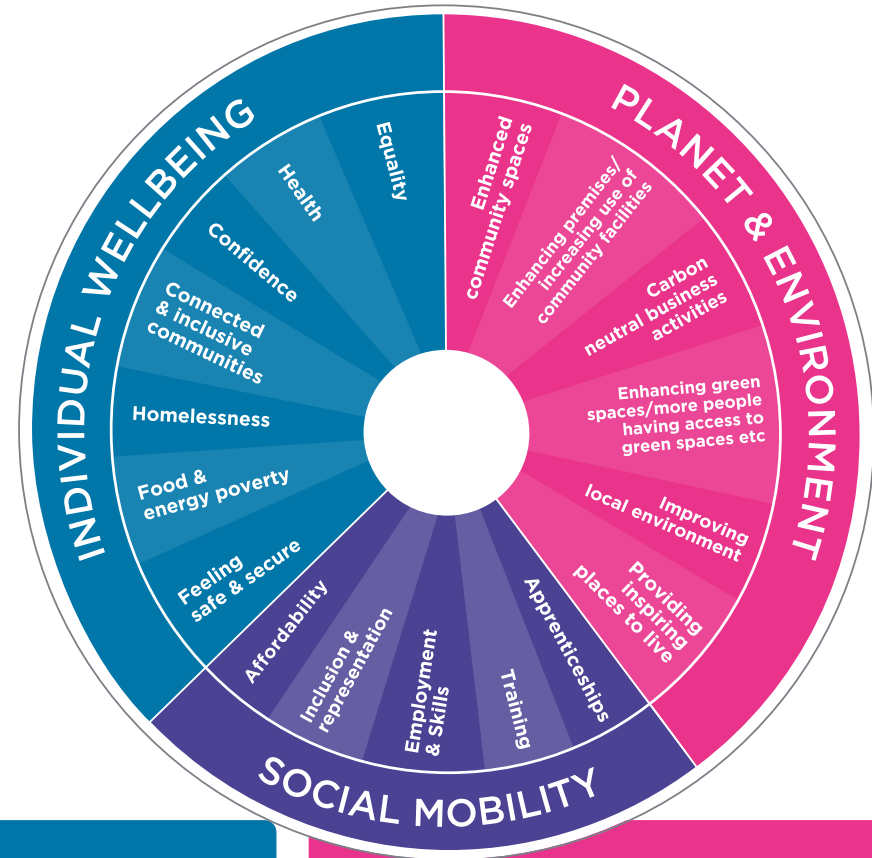 PLANET & ENVIRONMENT
Enhanced
community spaces
Enhancing premises/
increasing use of
community facilities
Carbon
neutral business
activities
Enhancing green
spaces/more people
having access to
green spaces etc
Improving
local environment
Providing
inspiring
places to live
SOCIAL MOBILITY
Apprenticeships
Training
Employment
& Skills
Inclusion &
representation
Affordability
INDIVIDUAL WELLBEING
Feeling
safe & secure
Food &
energy poverty
Homelessness
Connected
& inclusive
communities
Confidence
Health
Equality